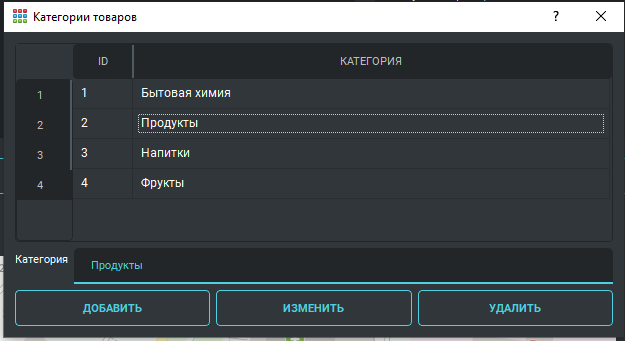 Категории товаров ?
ID КАТЕГОРИЯ
1 1 Бытовая химия
2 2 Продукты
3 3 Напитки
4 4 Фрукты
Категория Продукты
ДОБАВИТЬ ИЗМЕНИТЬ УДАЛИТЬ